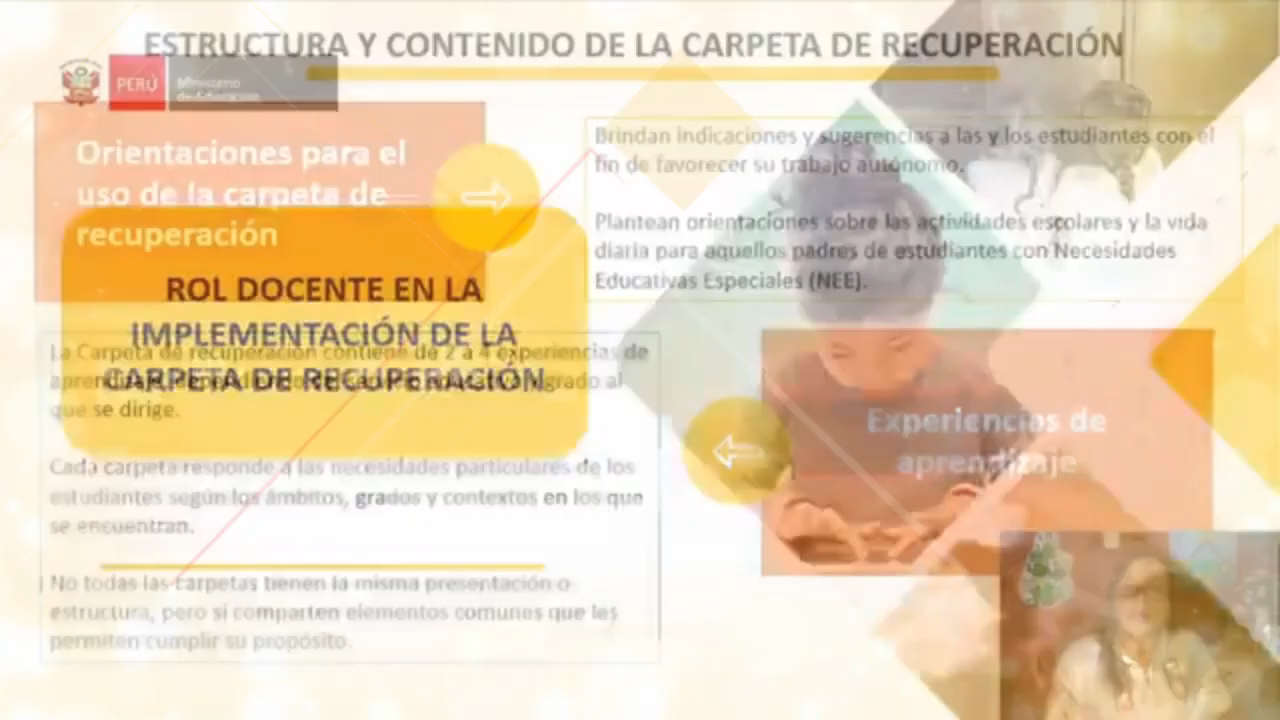 ESTRUCTURA Y CONTENIDO DE LA CARPETA DE RECUPERACIÓN
PERÚ
Ministerio
de Educación
Orientaciones para el
uso de la carpeta de
recuperación
Brindan indicaciones y sugerencias a las y los estudiantes con el
fin de favorecer su trabajo autónomo.
Plantean orientaciones sobre las actividades escolares y la vida
diaria para aquellos padres de estudiantes con Necesidades
Educativas Especiales (NEE).
ROL DOCENTE EN LA
IMPLEMENTACIÓN DE LA
CARPETA DE RECUPERACIÓN
La Carpeta de recuperación contiene de 2 a 4 experiencias de
grado al
que se dirige.
Cada carpeta responde a las necesidades particulares de los
estudiantes según los ámbitos, grados y contextos en los que
se encuentran.
No todas las carpetas tienen la misma presentación o
estructura, pero sí comparten elementos comunes que les
permiten cumplir su propósito.
Experiencias de
aprendizaje